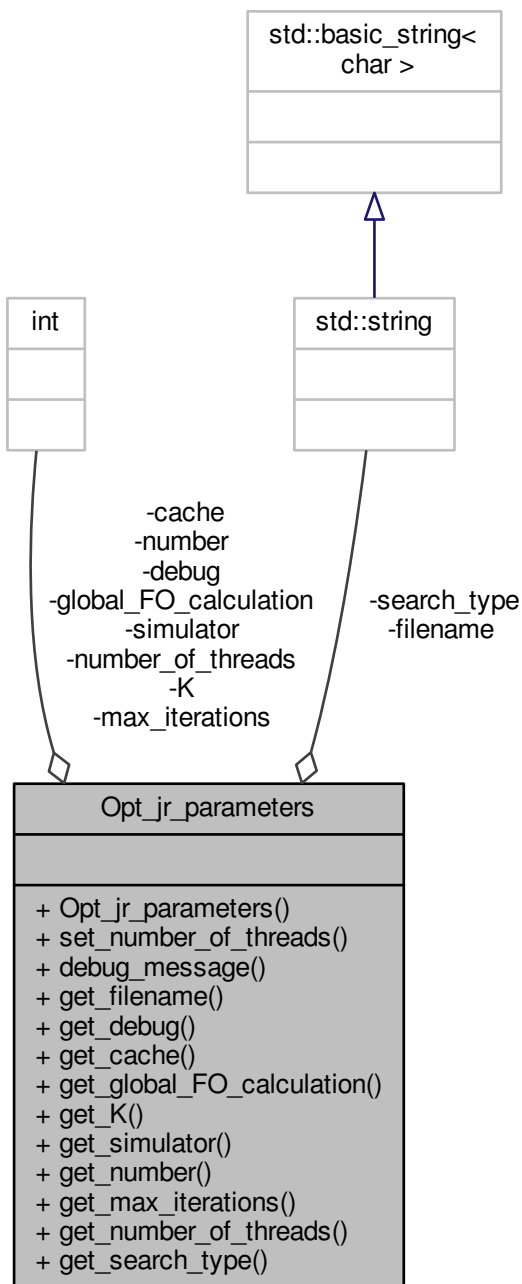 std::basic_string<
char >
int
std::string
-cache
-number
-debug
-global_FO_calculation
-simulator
-number_of_threads
-K
-max_iterations
-search_type
-filename
Opt_jr_parameters
+ Opt_jr_parameters()
+ set_number_of_threads()
+ debug_message()
+ get_filename()
+ get_debug()
+ get_cache()
+ get_global_FO_calculation()
+ get_K()
+ get_simulator()
+ get_number()
+ get_max_iterations()
+ get_number_of_threads()
+ get_search_type()